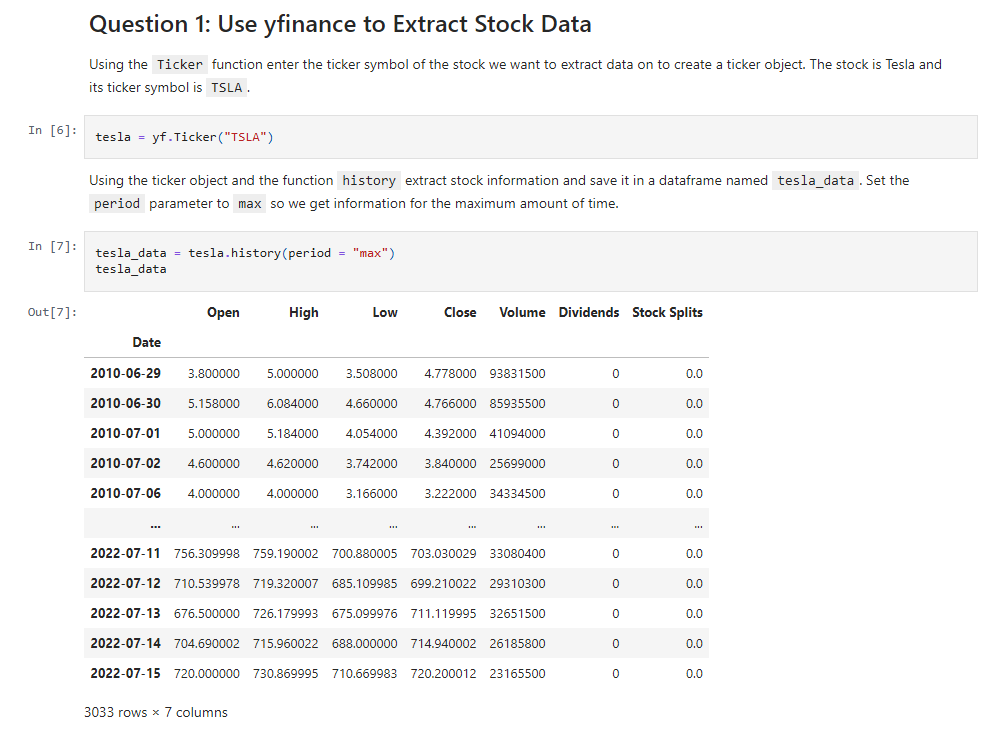 Question 1: Use yfinance to Extract Stock Data
Using the Ticker function enter the ticker symbol of the stock we want to extract data on to create a ticker object. The stock is Tesla and
its ticker symbol is TSLA .
In [6]: tesla = yf.Ticker("TSLA")
Using the ticker object and the function history extract stock information and save it in a dataframe named tesla_data . Set the
period parameter to max so we get information for the maximum amount of time.
In [7]: tesla_data = tesla.history(period = "max")
tesla_data
Out[7]: Open High Low Close Volume Dividends Stock Splits
Date
2010-06-29 3.800000 5.000000 3.508000 4.778000 93831500 0 0.0
2010-06-30 5.158000 6.084000 4.660000 4.766000 85935500 0 0.0
2010-07-01 5.000000 5.184000 4.054000 4.392000 41094000 0 0.0
2010-07-02 4.600000 4.620000 3.742000 3.840000 25699000 0 0.0
2010-07-06 4.000000 4.000000 3.166000 3.222000 34334500 0 0.0
... ... ... ... ... ... ... ...
2022-07-11 756.309998 759.190002 700.880005 703.030029 33080400 0 0.0
2022-07-12 710.539978 719.320007 685.109985 699.210022 29310300 0 0.0
2022-07-13 676.500000 726.179993 675.099976 711.119995 32651500 0 0.0
2022-07-14 704.690002 715.960022 688.000000 714.940002 26185800 0 0.0
2022-07-15 720.000000 730.869995 710.669983 720.200012 23165500 0 0.0
3033 rows × 7 columns